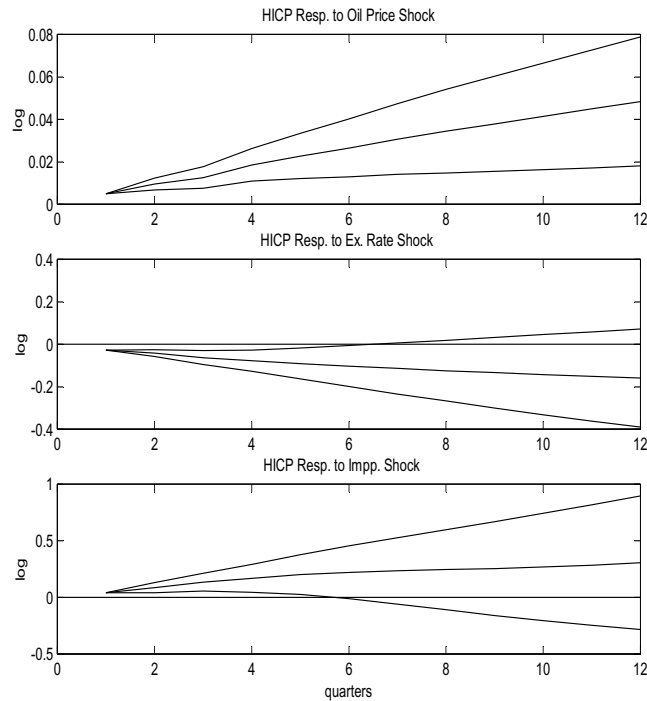 HICP Resp. to Oil Price Shock
0.08
0.06
0.04
0.02
0
log
0 2 4 6 8 10 12
HICP Resp. to Ex. Rate Shock
0.4
0.2
0
-0.2
-0.4
log
0 2 4 6 8 10 12
HICP Resp. to Impp. Shock
1
0.5
0
-0.5
log
0 2 4 6 8 10 12
quarters